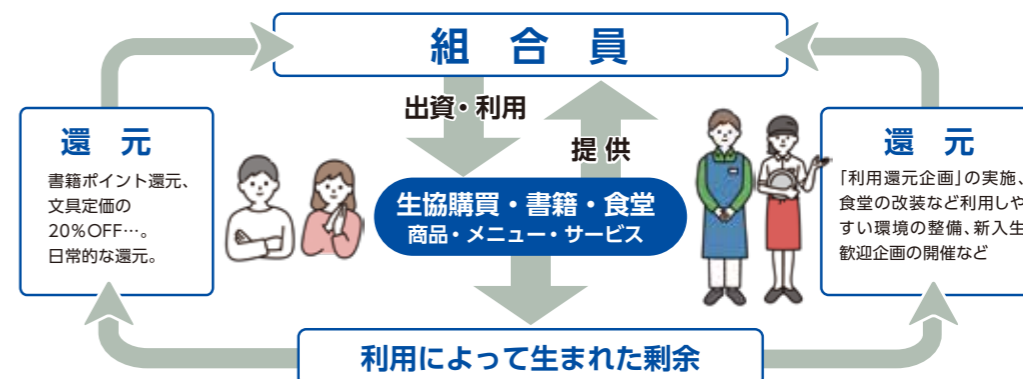 組合員
出資・利用
提供
還元
書籍ポイント還元、
文具定価の
20%OFF…。
日常的な還元。
生協購買・書籍・食堂
商品・メニュー・サービス
還元
「利用還元企画」の実施、
食堂の改装など利用しや
すい環境の整備、新入生
歓迎企画の開催など
利用によって生まれた剰余